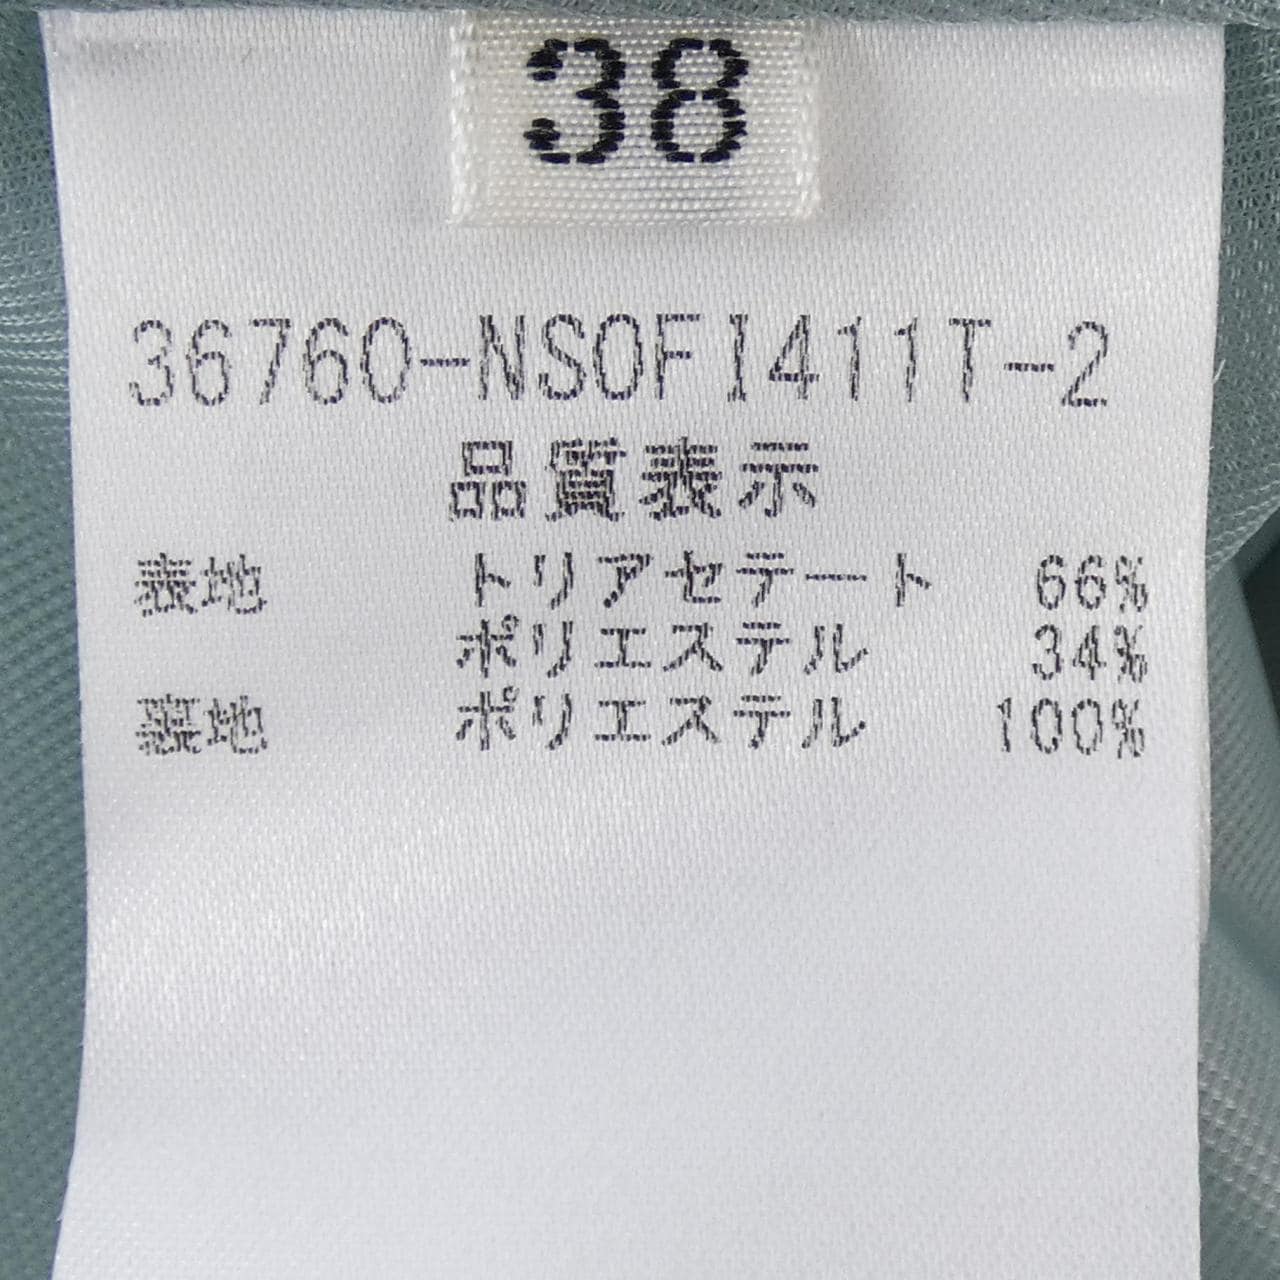 38
36760-NSOFI411T-2
品質表示
表地 トリアセテート 66%
ポリエステル 34%
裏地 ポリエステル 100%